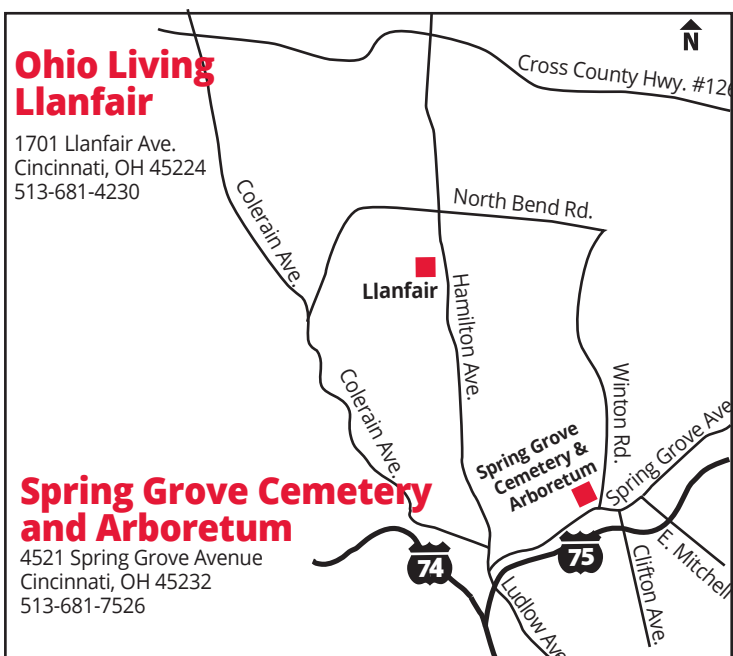 N
Ohio Living
Llanfair
1701 Llanfair Ave.
Cincinnati, OH 45224
513-681-4230
Cross County Hwy. #126
Colerain Ave.
North Bend Rd.
Llanfair
Hamilton Ave.
Colerain Ave.
Winton Rd.
Spring Grove
Cemetery &
Arboretum
Spring Grove Ave
Spring Grove Cemetery
and Arboretum
4521 Spring Grove Avenue
Cincinnati, OH 45232
513-681-7526
74
75
E. Mitchell
Clifton Ave.
Ludlow Ave